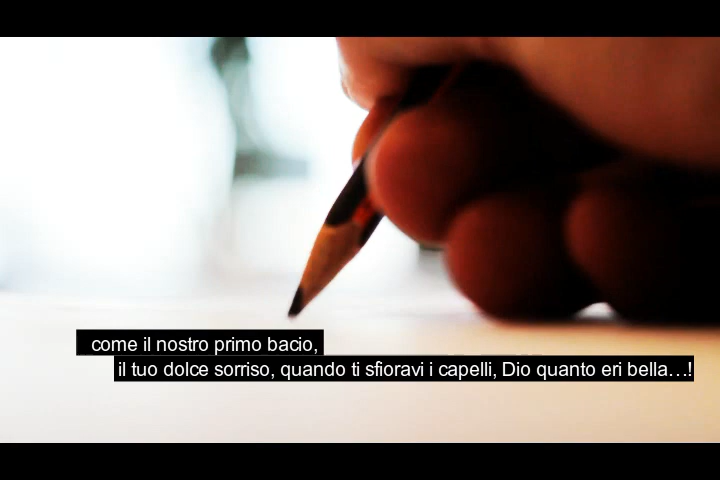 come il nostro primo bacio,
il tuo dolce sorriso, quando ti sfioravi i capelli, Dio quanto eri bella…!